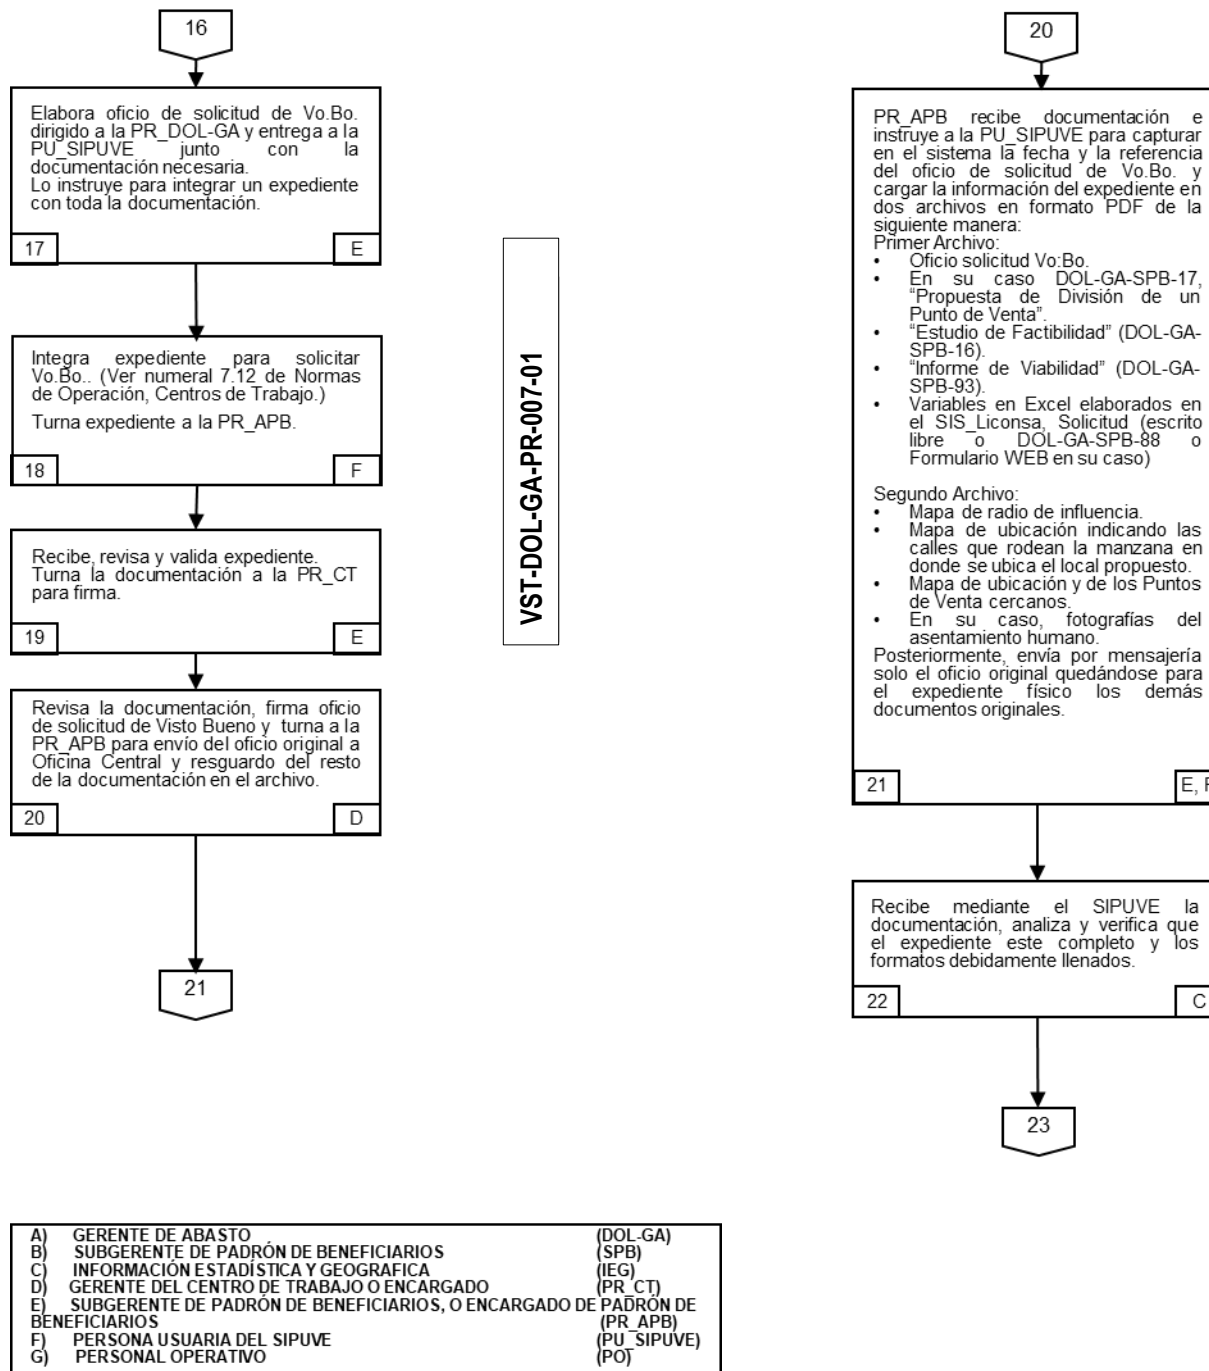 16
Elabora oficio de solicitud de Vo.Bo.
dirigido a la PR_DOL-GA y entrega a la
PU_SIPUVE junto con la
documentación necesaria.
Lo instruye para integrar un expediente
con toda la documentación.
17 E
Integra expediente para solicitar
Vo.Bo.. (Ver numeral 7.12 de Normas
de Operación, Centros de Trabajo.)
Turna expediente a la PR_APB.
18 F
Recibe, revisa y valida expediente.
Turna la documentación a la PR_CT
para firma.
19 E
Revisa la documentación, firma oficio
de solicitud de Visto Bueno y turna a la
PR_APB para envío del oficio original a
Oficina Central y resguardo del resto
de la documentación en el archivo.
20 D
21
VST-DOL-GA-PR-007-01
20
PR_APB recibe documentación e
instruye a la PU_SIPUVE para capturar
en el sistema la fecha y la referencia
del oficio de solicitud de Vo.Bo. y
cargar la información del expediente en
dos archivos en formato PDF de la
siguiente manera:
Primer Archivo:
• Oficio solicitud Vo:Bo.
• En su caso DOL-GA-SPB-17,
“Propuesta de División de un
Punto de Venta”.
• “Estudio de Factibilidad” (DOL-GA-
SPB-16).
• “Informe de Viabilidad” (DOL-GA-
SPB-93).
• Variables en Excel elaborados en
el SIS_Liconsa, Solicitud (escrito
libre o DOL-GA-SPB-88 o
Formulario WEB en su caso)
Segundo Archivo:
• Mapa de radio de influencia.
• Mapa de ubicación indicando las
calles que rodean la manzana en
donde se ubica el local propuesto.
• Mapa de ubicación y de los Puntos
de Venta cercanos.
• En su caso, fotografías del
asentamiento humano.
Posteriormente, envía por mensajería
solo el oficio original quedándose para
el expediente físico los demás
documentos originales.
21 E, F
Recibe mediante el SIPUVE la
documentación, analiza y verifica que
el expediente este completo y los
formatos debidamente llenados.
22 C
23
A) GERENTE DE ABASTO (DOL-GA)
B) SUBGERENTE DE PADRÓN DE BENEFICIARIOS (SPB)
C) INFORMACIÓN ESTADÍSTICA Y GEOGRAFICA (IEG)
D) GERENTE DEL CENTRO DE TRABAJO O ENCARGADO (PR_CT)
E) SUBGERENTE DE PADRÓN DE BENEFICIARIOS, O ENCARGADO DE PADRÓN DE
BENEFICIARIOS (PR_APB)
F) PERSONA USUARIA DEL SIPUVE (PU_SIPUVE)
G) PERSONAL OPERATIVO (PO)